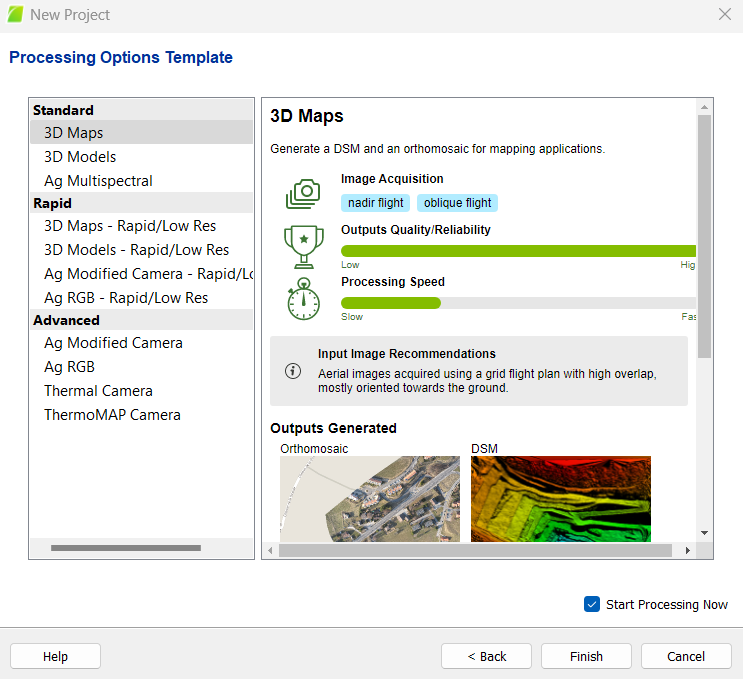 New Project
Processing Options Template
Standard
3D Maps
3D Models
Ag Multispectral
Rapid
3D Maps - Rapid/Low Res
3D Models - Rapid/Low Res
Ag Modified Camera - Rapid/Lo
Ag RGB - Rapid/Low Res
Advanced
Ag Modified Camera
Ag RGB
Thermal Camera
ThermoMAP Camera
3D Maps
Generate a DSM and an orthomosaic for mapping applications.
Image Acquisition
nadir flight oblique flight
Outputs Quality/Reliability
Low Hig
Processing Speed
Slow Fas
Input Image Recommendations
Aerial images acquired using a grid flight plan with high overlap,
mostly oriented towards the ground.
Outputs Generated
Orthomosaic DSM
Start Processing Now
Help < Back Finish Cancel